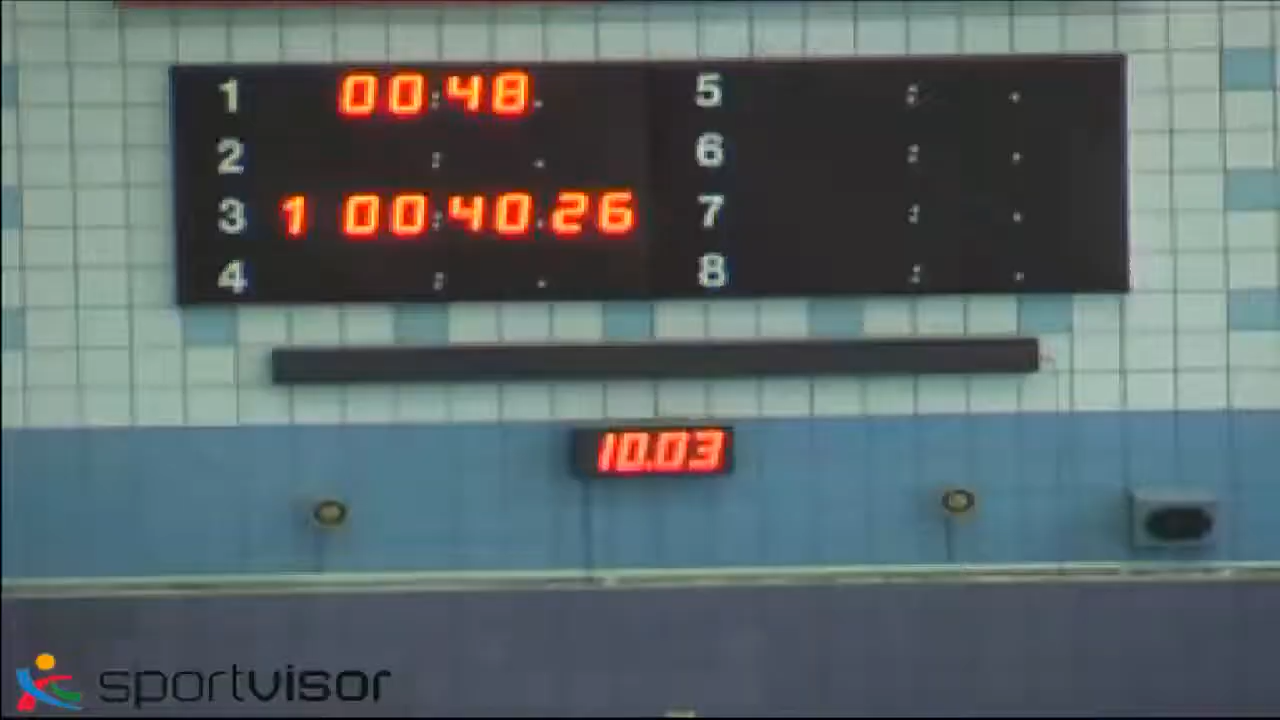 1 00:48.
2 : .
3 1 00:40.26
4 : .
5 : .
6 : .
7 : .
8 : .
10.03
sportvisor